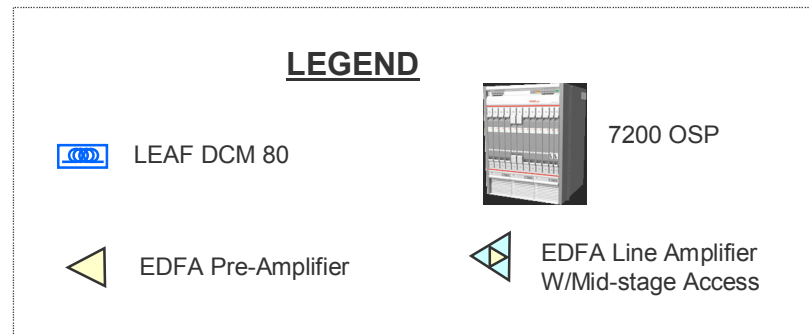 LEGEND
LEAF DCM 80
7200 OSP
EDFA Pre-Amplifier
EDFA Line Amplifier
W/Mid-stage Access